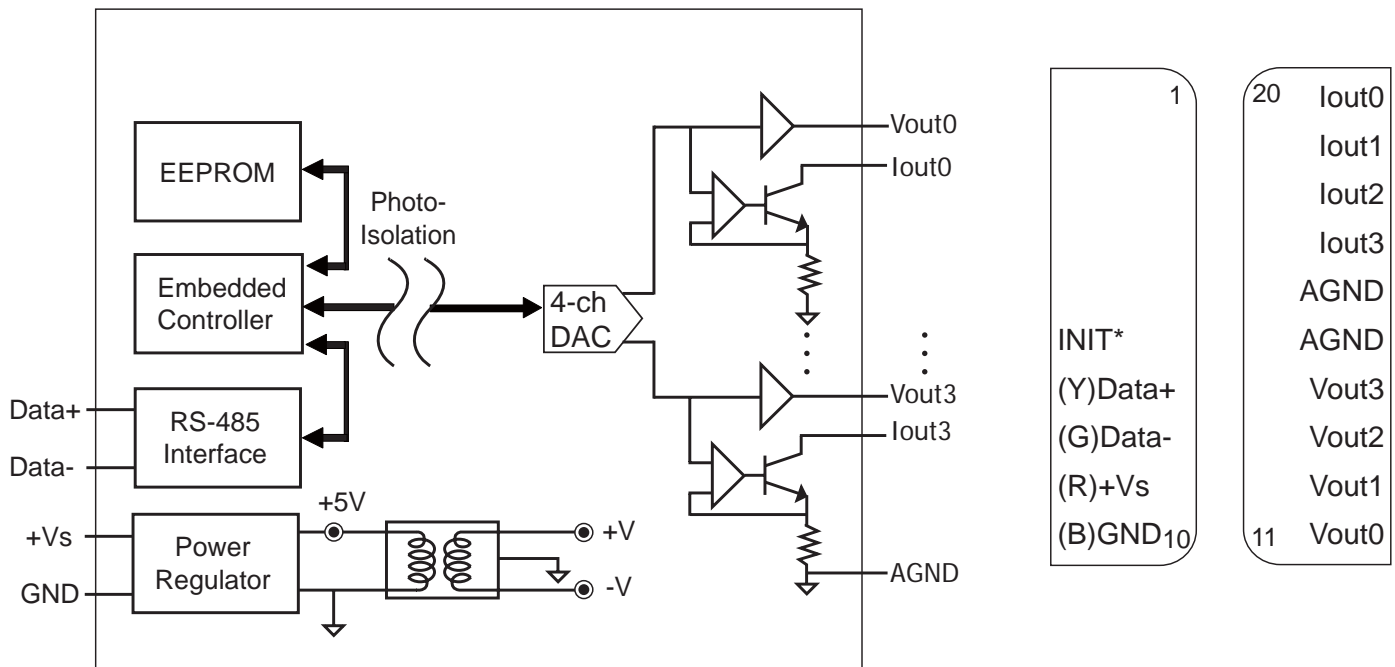 EEPROM
Photo-
Isolation
Embedded
Controller
4-ch
DAC
Data+
Data-
RS-485
Interface
+5V
+Vs
GND
Power
Regulator
+V
-V
Vout0
Iout0
Vout3
Iout3
AGND
1
INIT*
(Y)Data+
(G)Data-
(R)+Vs
(B)GND10
20 Iout0
Iout1
Iout2
Iout3
AGND
AGND
Vout3
Vout2
Vout1
11 Vout0